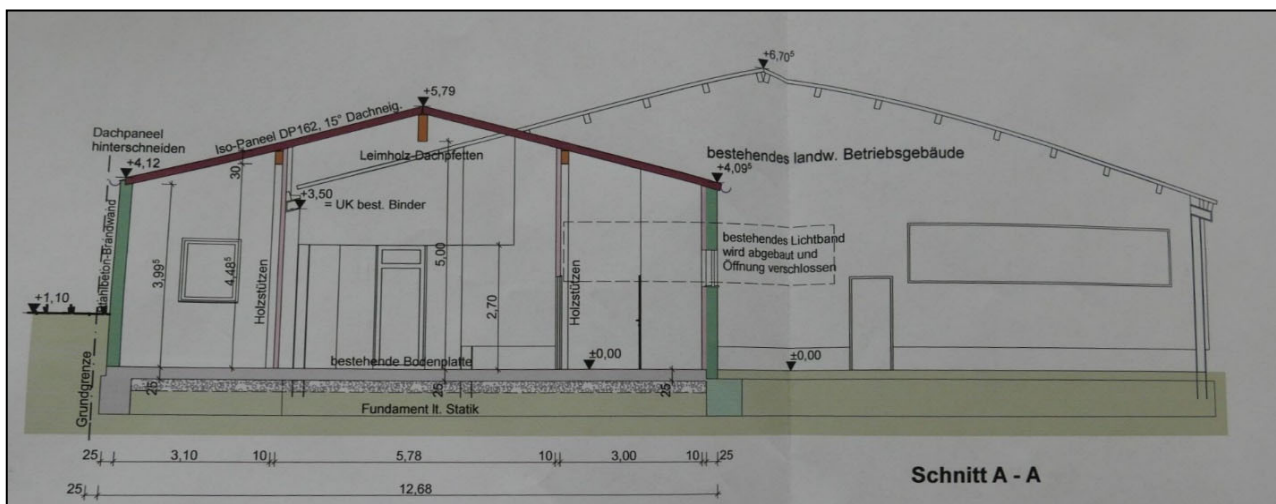 +6,70⁵
+5,79
Iso-Paneel DP162, 15° Dachneig.
Dachpaneel
hinterschneiden
+4,12
30
Leimholz-Dachpfetten
bestehendes landw. Betriebsgebäude
+4,09⁵
+3,50
= UK best. Binder
Stahlbeton-Brandwand
3,99⁵
4,48⁵
Holzstützen
5,00
2,70
Holzstützen
bestehendes Lichtband
wird abgebaut und
Öffnung verschlossen
+1,10
±0,00
±0,00
bestehende Bodenplatte
25
25
25
Grundgrenze
Fundament lt. Statik
25 3,10 10 5,78 10 3,00 10 25
25 12,68
Schnitt A - A